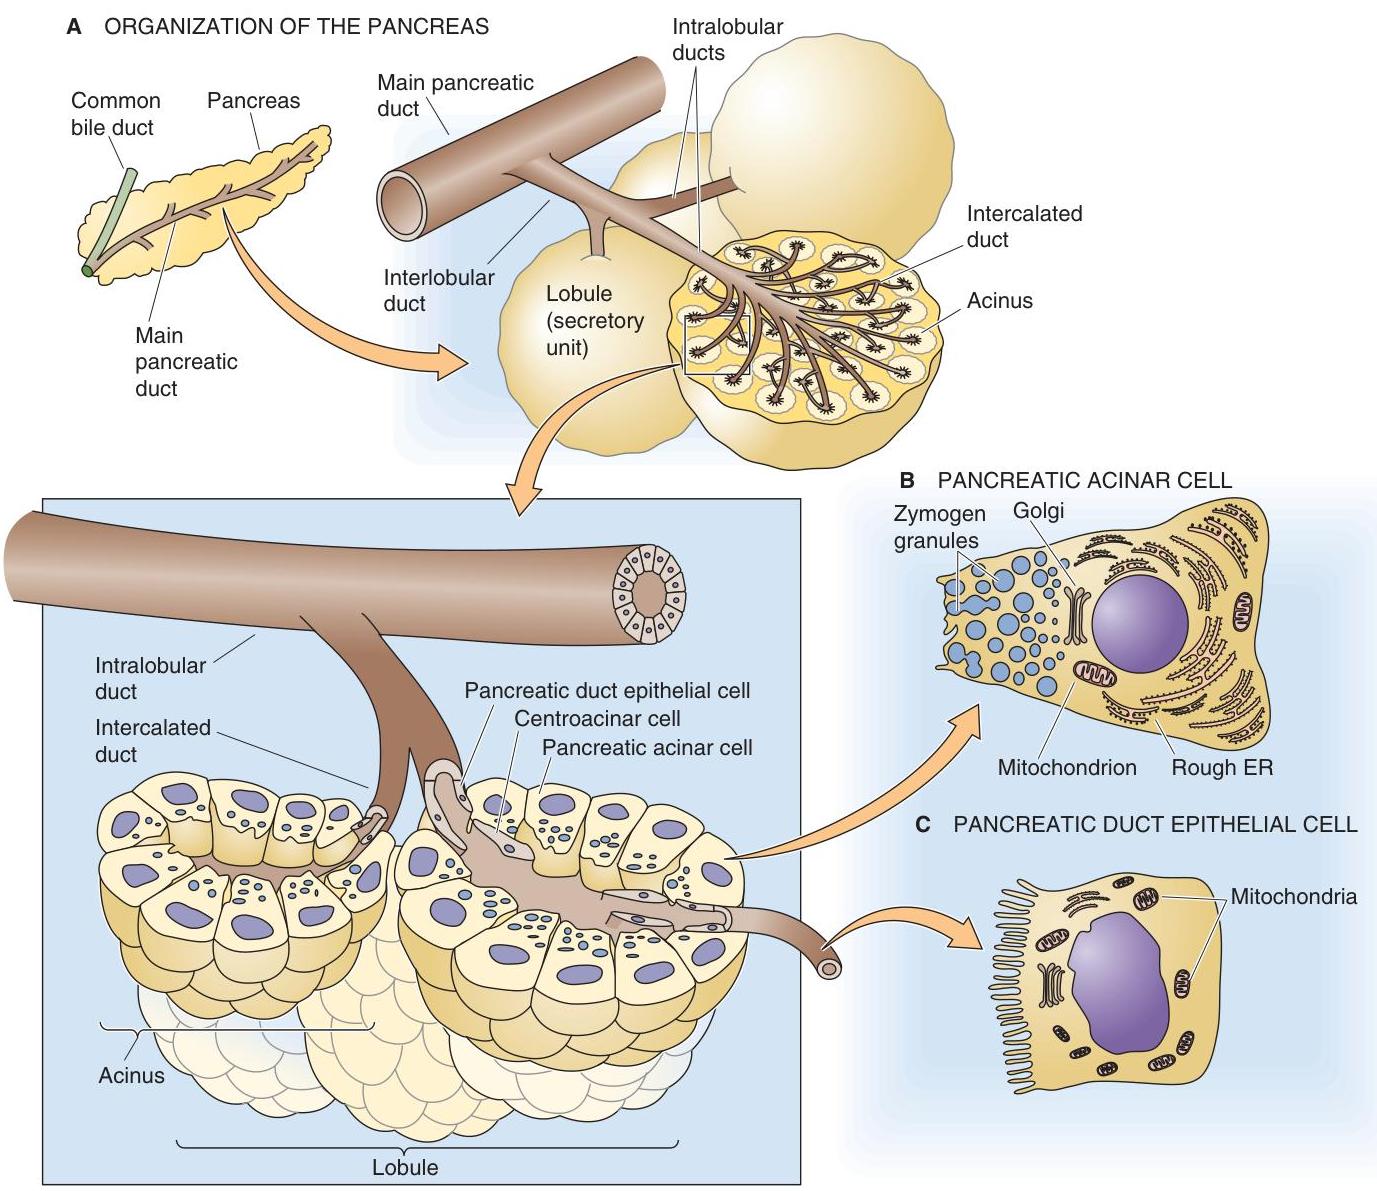 A ORGANIZATION OF THE PANCREAS
Common
bile duct
Pancreas
Main
pancreatic
duct
Main pancreatic
duct
Intralobular
ducts
Interlobular
duct
Lobule
(secretory
unit)
Intercalated
duct
Acinus
Intralobular
duct
Intercalated
duct
Pancreatic duct epithelial cell
Centroacinar cell
Pancreatic acinar cell
Acinus
Lobule
B PANCREATIC ACINAR CELL
Zymogen
granules
Golgi
Mitochondrion
Rough ER
C PANCREATIC DUCT EPITHELIAL CELL
Mitochondria